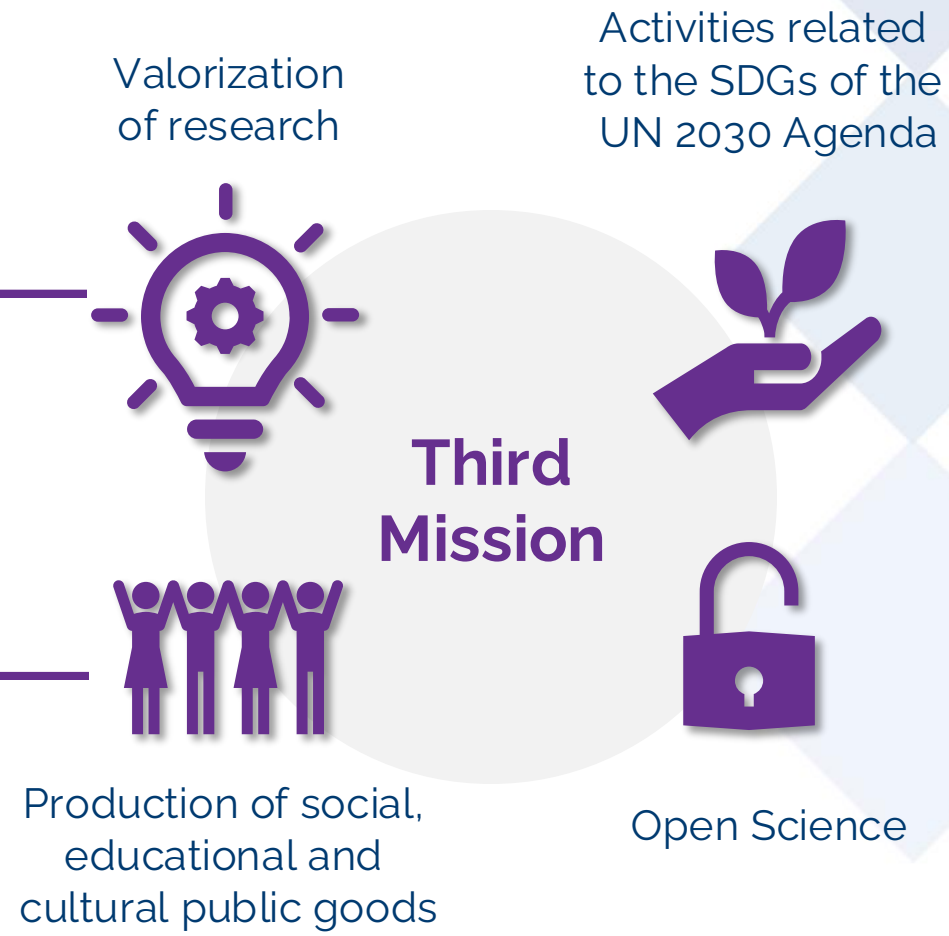 Valorization
of research
Activities related
to the SDGs of the
UN 2030 Agenda
Third
Mission
Production of social,
educational and
cultural public goods
Open Science